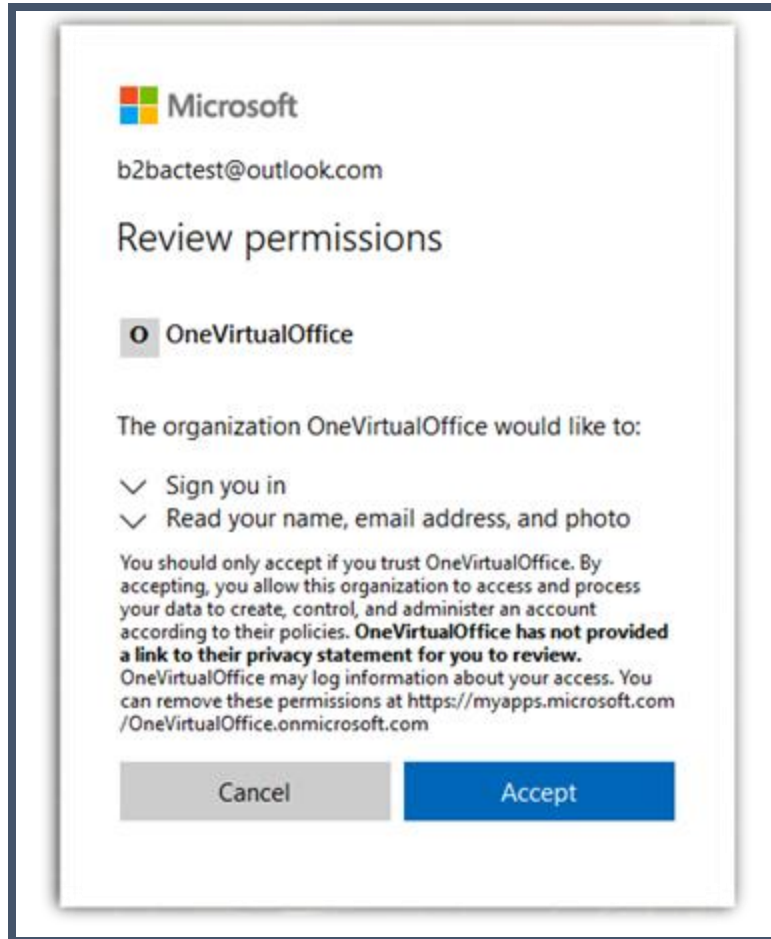 Microsoft
b2bactest@outlook.com
Review permissions
O OneVirtualOffice
The organization OneVirtualOffice would like to:
Sign you in
Read your name, email address, and photo
You should only accept if you trust OneVirtualOffice. By
accepting, you allow this organization to access and process
your data to create, control, and administer an account
according to their policies. OneVirtualOffice has not provided
a link to their privacy statement for you to review.
OneVirtualOffice may log information about your access. You
can remove these permissions at https://myapps.microsoft.com
/OneVirtualOffice.onmicrosoft.com
Cancel Accept